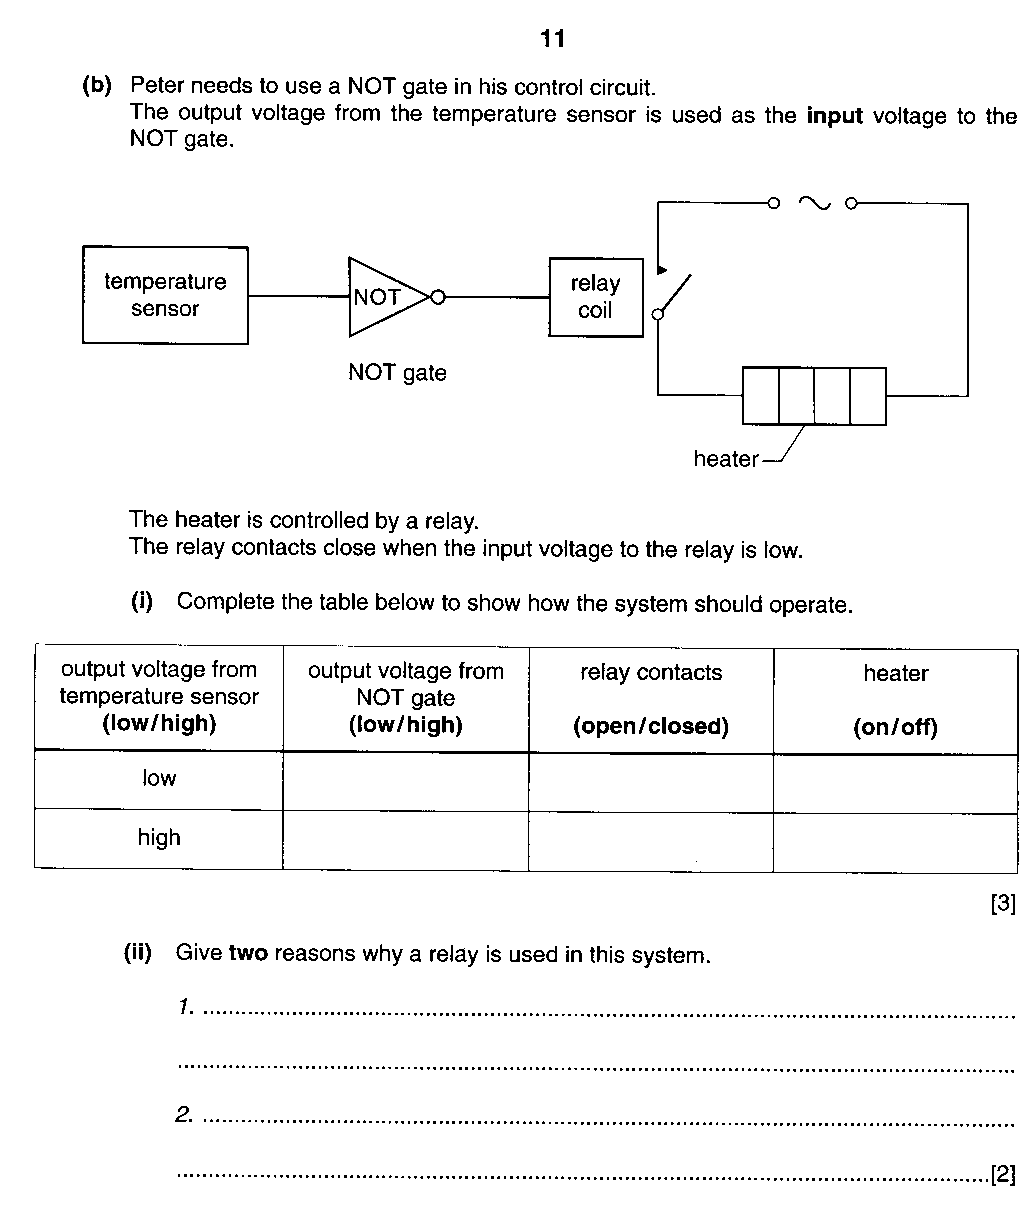 11
(b) Peter needs to use a NOT gate in his control circuit.
The output voltage from the temperature sensor is used as the input voltage to the
NOT gate.
temperature
sensor
NOT
NOT gate
relay
coil
heater
The heater is controlled by a relay.
The relay contacts close when the input voltage to the relay is low.
(i) Complete the table below to show how the system should operate.
output voltage from
temperature sensor
(low/high)
output voltage from
NOT gate
(low/high)
relay contacts
(open/closed)
heater
(on/off)
low
high
[3]
(ii) Give two reasons why a relay is used in this system.
1. ....................
....................
2. ....................
....................[2]